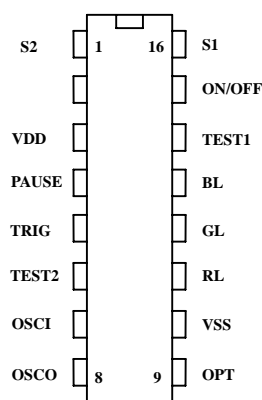 S2 1 16 S1
ON/OFF
VDD TEST1
PAUSE BL
TRIG GL
TEST2 RL
OSCI VSS
OSCO 8 9 OPT